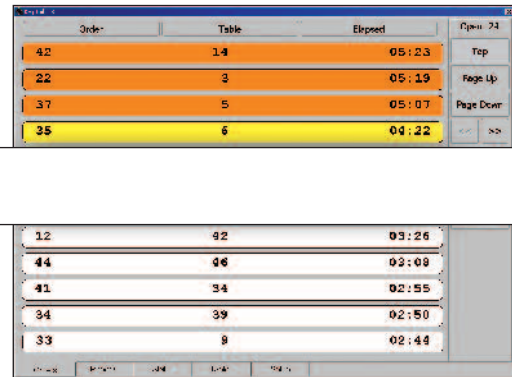 Order Table Elapsed Open: 24
42 14 05:23 Top
22 3 05:19 Page Up
37 5 05:07 Page Down
35 6 04:22 << >>
12 42 03:26
44 46 03:08
41 34 02:55
34 39 02:50
33 9 02:44